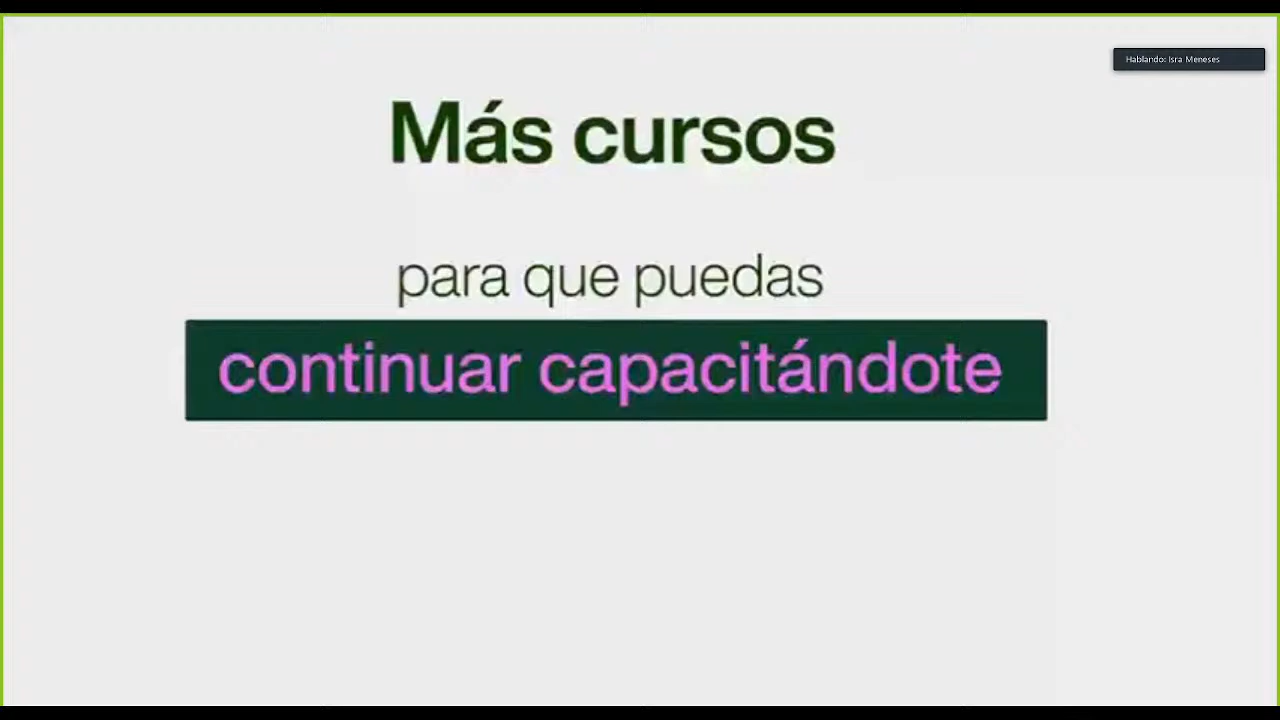 Hablando: Isra Meneses
Más cursos
para que puedas
continuar capacitándote